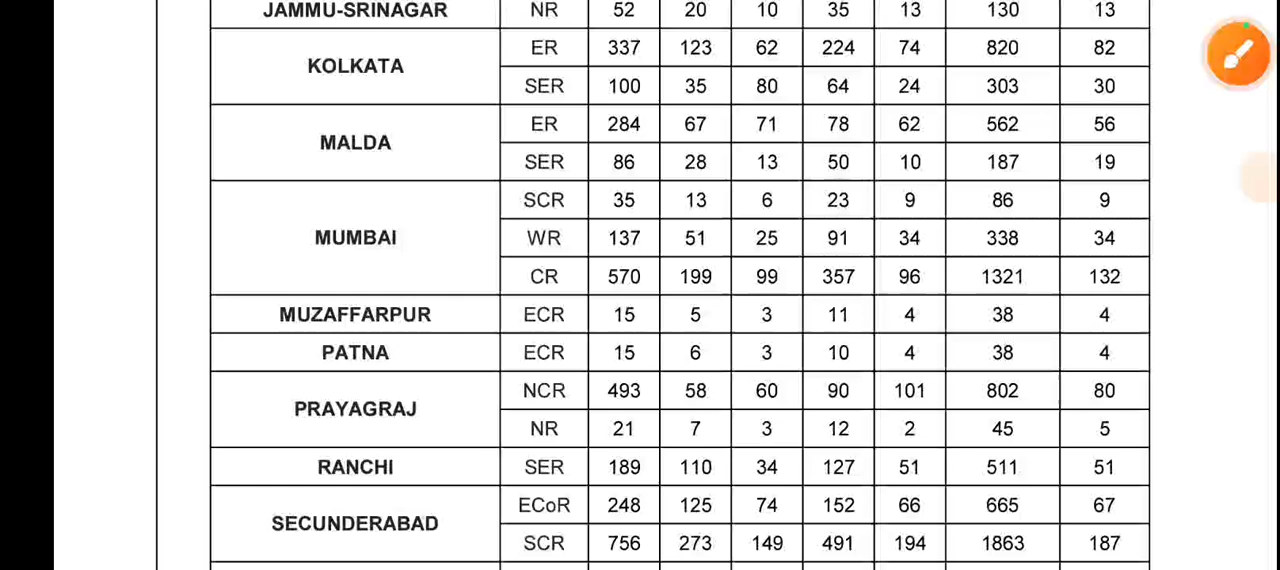 JAMMU-SRINAGAR NR 52 20 10 35 13 130 13
KOLKATA ER 337 123 62 224 74 820 82
SER 100 35 80 64 24 303 30
MALDA ER 284 67 71 78 62 562 56
SER 86 28 13 50 10 187 19
MUMBAI SCR 35 13 6 23 9 86 9
WR 137 51 25 91 34 338 34
CR 570 199 99 357 96 1321 132
MUZAFFARPUR ECR 15 5 3 11 4 38 4
PATNA ECR 15 6 3 10 4 38 4
PRAYAGRAJ NCR 493 58 60 90 101 802 80
NR 21 7 3 12 2 45 5
RANCHI SER 189 110 34 127 51 511 51
SECUNDERABAD ECoR 248 125 74 152 66 665 67
SCR 756 273 149 491 194 1863 187